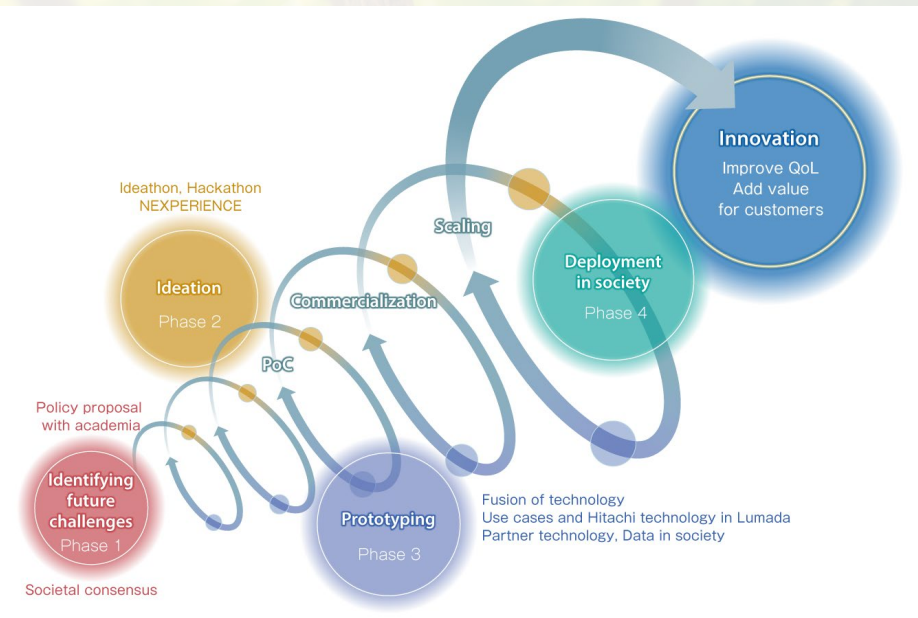 Ideathon, Hackathon
NEXPERIENCE
Ideation
Phase 2
Policy proposal
with academia
Identifying
future
challenges
Phase 1
Societal consensus
PoC
Commercialization
Scaling
Prototyping
Phase 3
Fusion of technology
Use cases and Hitachi technology in Lumada
Partner technology, Data in society
Deployment
in society
Phase 4
Innovation
Improve QoL
Add value
for customers